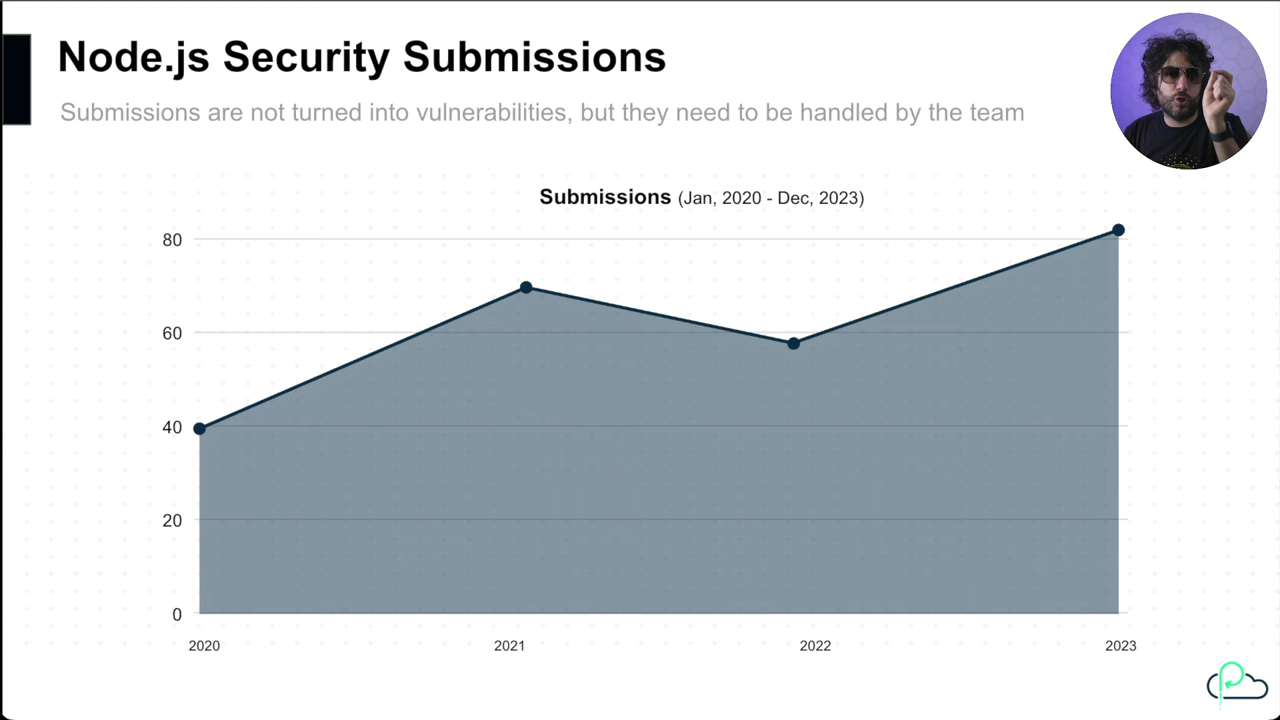 Node.js Security Submissions
Submissions are not turned into vulnerabilities, but they need to be handled by the team
Submissions (Jan, 2020 - Dec, 2023)
80
60
40
20
0
2020 2021 2022 2023